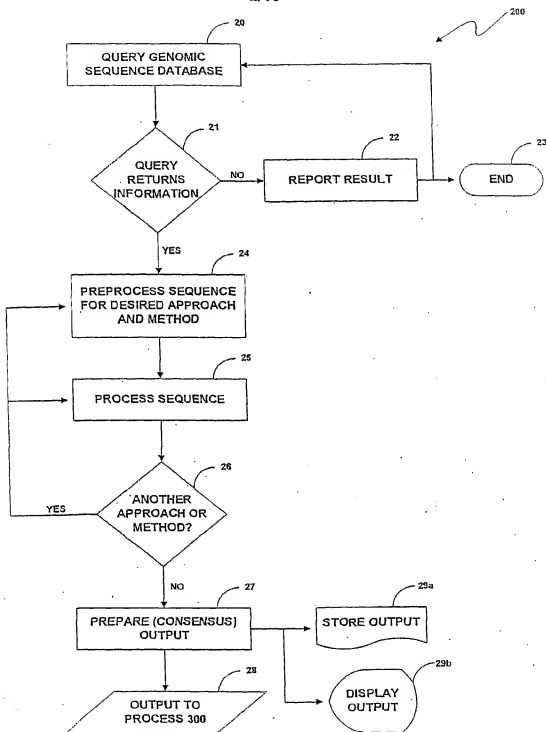 200
20
QUERY GENOMIC
SEQUENCE DATABASE
21
QUERY
RETURNS
INFORMATION
NO
22
REPORT RESULT
23
END
YES
24
PREPROCESS SEQUENCE
FOR DESIRED APPROACH
AND METHOD
25
PROCESS SEQUENCE
26
ANOTHER
APPROACH OR
METHOD?
YES
NO
27
PREPARE (CONSENSUS)
OUTPUT
29a
STORE OUTPUT
28
OUTPUT TO
PROCESS 300
29b
DISPLAY
OUTPUT